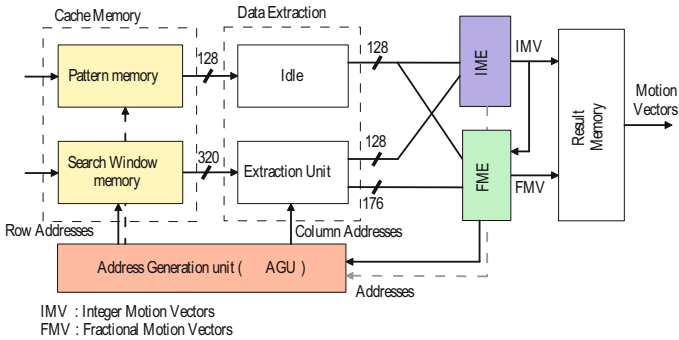 Cache Memory
Data Extraction
Pattern memory
128
Idle
128
IME
IMV
Result Memory
Motion Vectors
Search Window memory
320
Extraction Unit
128
176
FME
FMV
Row Addresses
Column Addresses
Address Generation unit ( AGU )
Addresses
IMV : Integer Motion Vectors
FMV : Fractional Motion Vectors